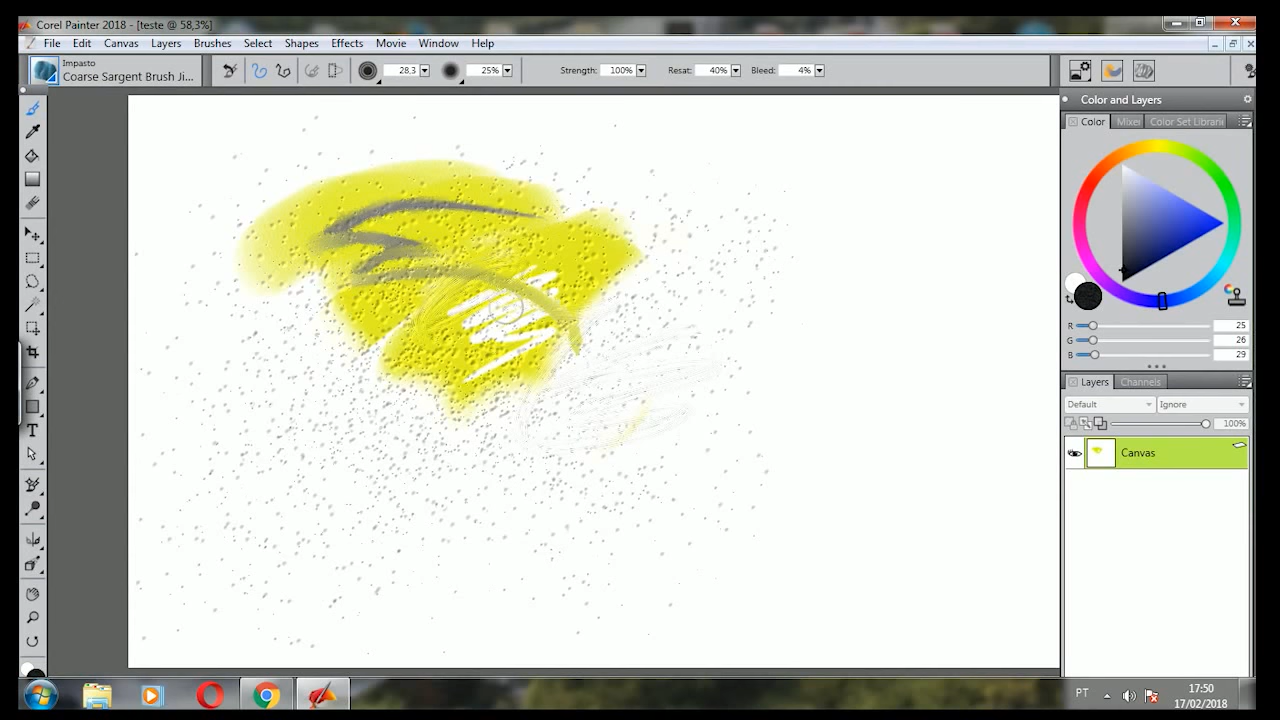 Corel Painter 2018 - [teste @ 58,3%]
File Edit Canvas Layers Brushes Select Shapes Effects Movie Window Help
Impasto
Coarse Sargent Brush Ji...
28,3 25% Strength: 100% Resat: 40% Bleed: 4%
Color and Layers
Color Mixer Color Set Librari
R 25
G 26
B 29
Layers Channels
Default Ignore
100%
Canvas
T
PT
17:50
17/02/2018